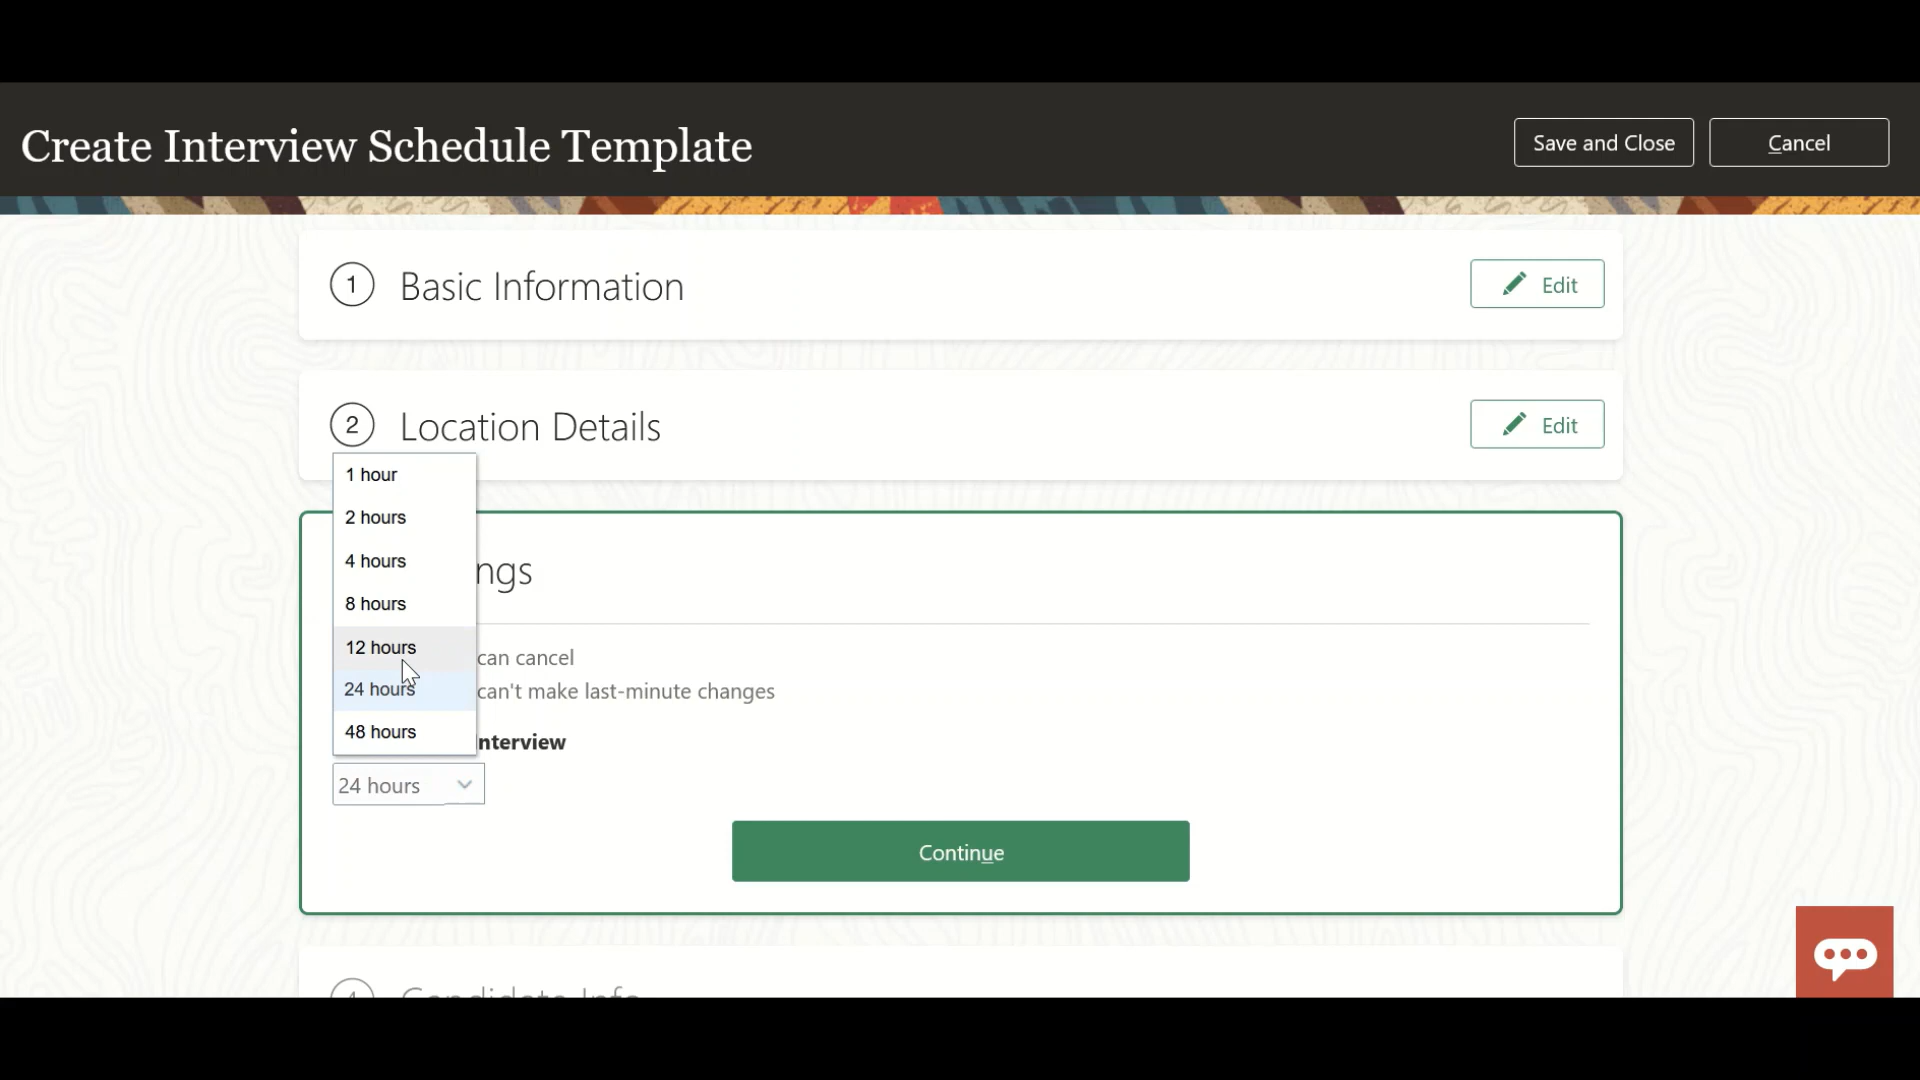 Create Interview Schedule Template
Save and Close
Cancel
1 Basic Information
Edit
2 Location Details
Edit
1 hour
2 hours
4 hours
8 hours
12 hours
24 hours
48 hours
ngs
can cancel
can't make last-minute changes
nterview
24 hours
Continue
Candidate Info